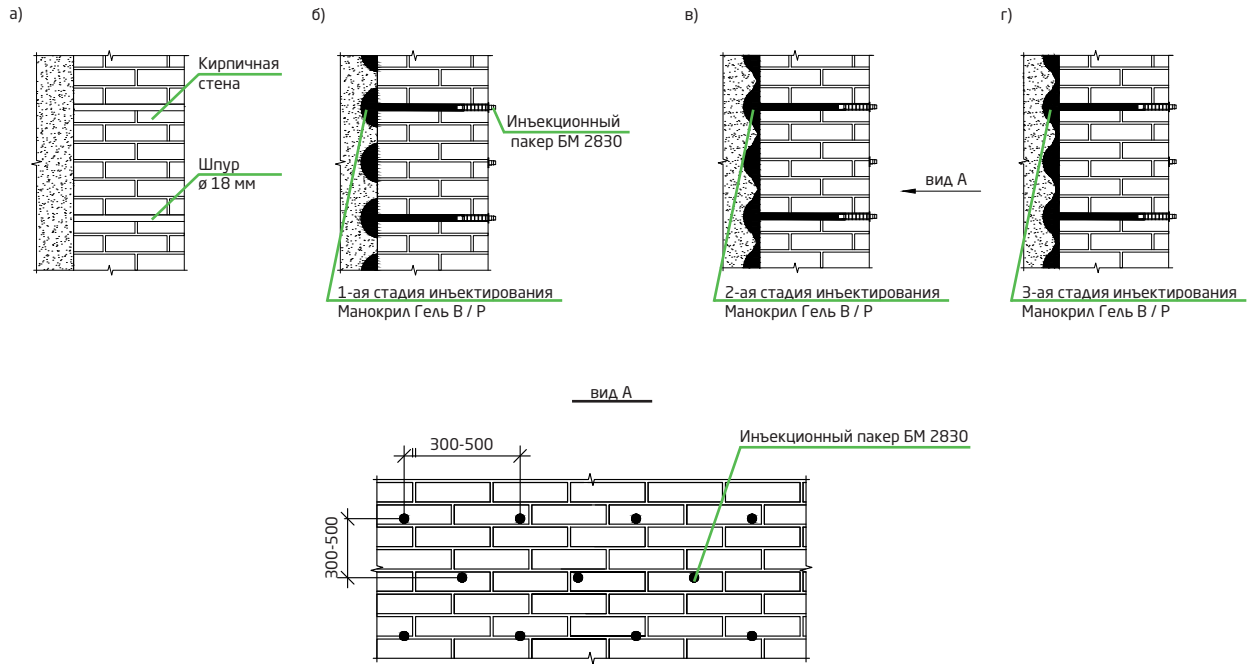 а)
б)
в)
г)
Кирпичная
стена
Шпур
ø 18 мм
Инъекционный
пакер БМ 2830
вид А
1-ая стадия инъектирования
Манокрил Гель В / Р
2-ая стадия инъектирования
Манокрил Гель В / Р
3-ая стадия инъектирования
Манокрил Гель В / Р
вид А
300-500
Инъекционный пакер БМ 2830
300-500